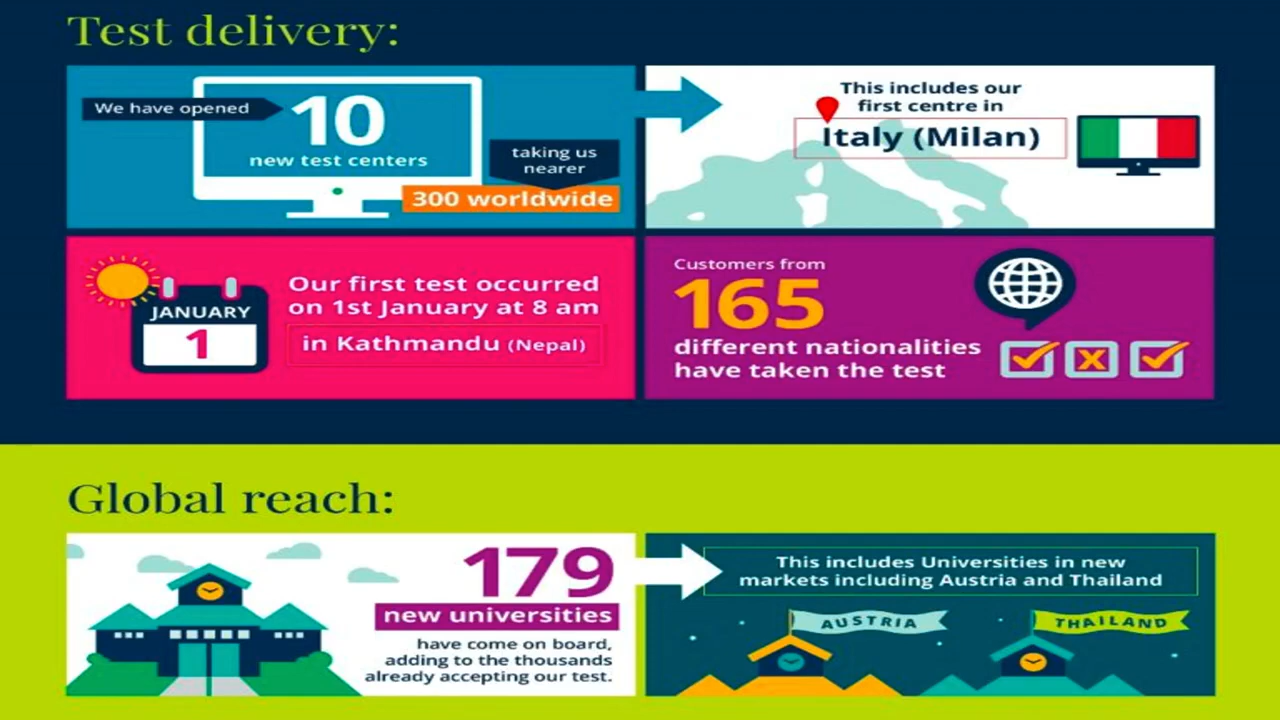 Test delivery:
We have opened
10
new test centers
taking us
nearer
300 worldwide
This includes our
first centre in
Italy (Milan)
JANUARY
1
Our first test occurred
on 1st January at 8 am
in Kathmandu (Nepal)
Customers from
165
different nationalities
have taken the test
Global reach:
179
new universities
have come on board,
adding to the thousands
already accepting our test.
This includes Universities in new
markets including Austria and Thailand
AUSTRIA
THAILAND